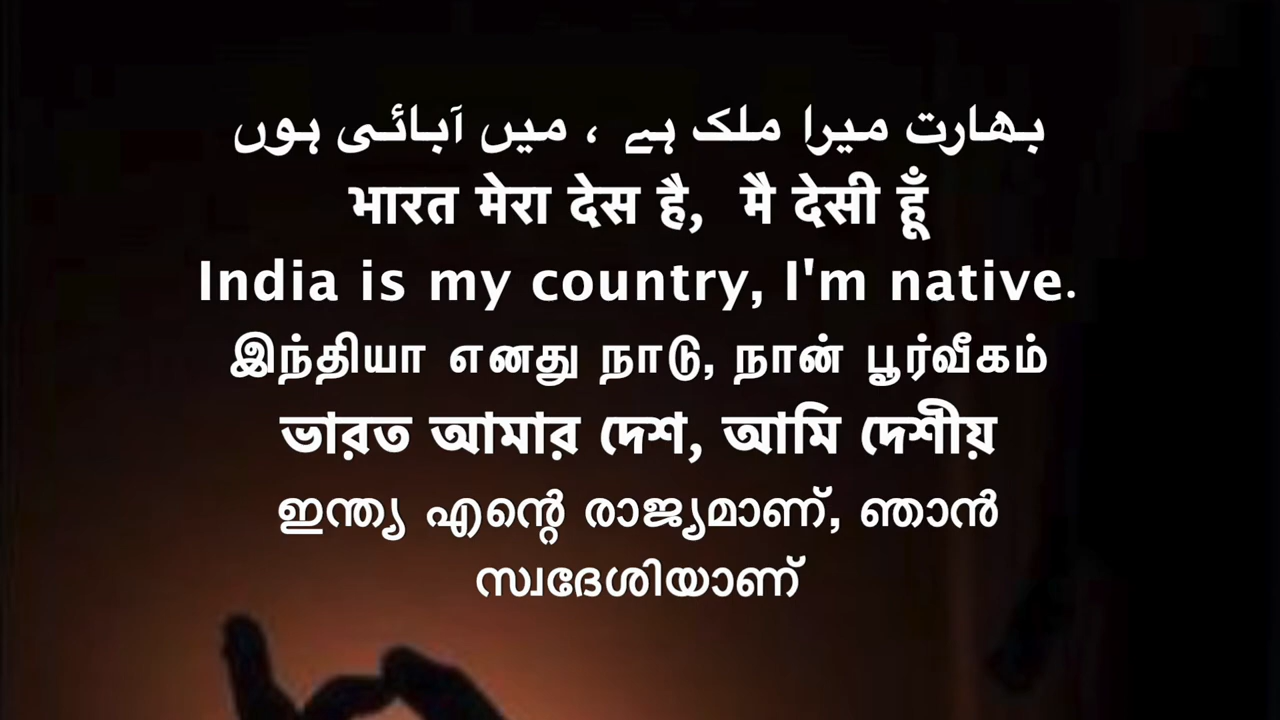 بھارت میرا ملک ہے ، میں آبائی ہوں
भारत मेरा देस है, मै देसी हूँ
India is my country, I'm native.
இந்தியா எனது நாடு, நான் பூர்வீகம்
ভারত আমার দেশ, আমি দেশীয়
ഇന്ത്യ എന്റെ രാജ്യമാണ്, ഞാൻ
സ്വദേശിയാണ്